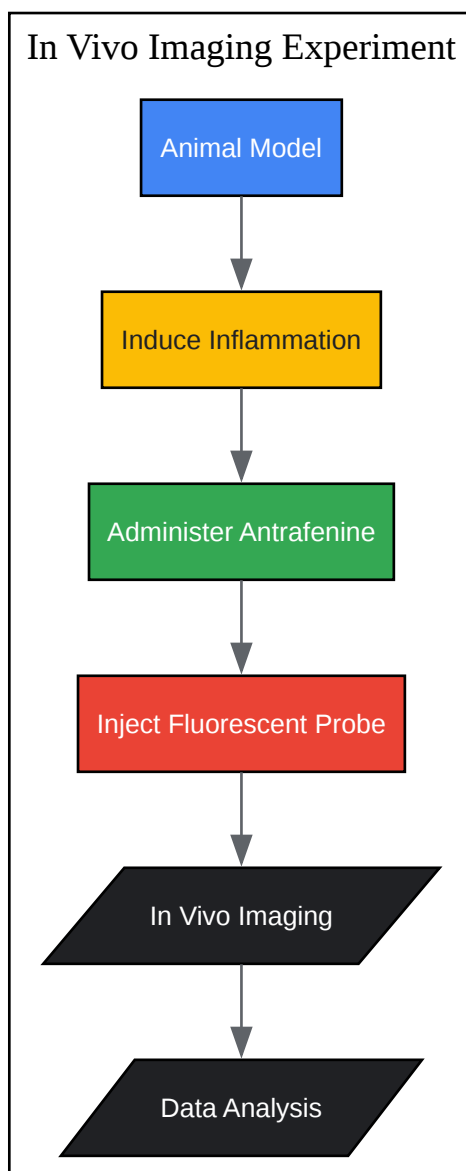 In Vivo Imaging Experiment
Animal Model
Induce Inflammation
Administer Antrafenine
Inject Fluorescent Probe
In Vivo Imaging
Data Analysis